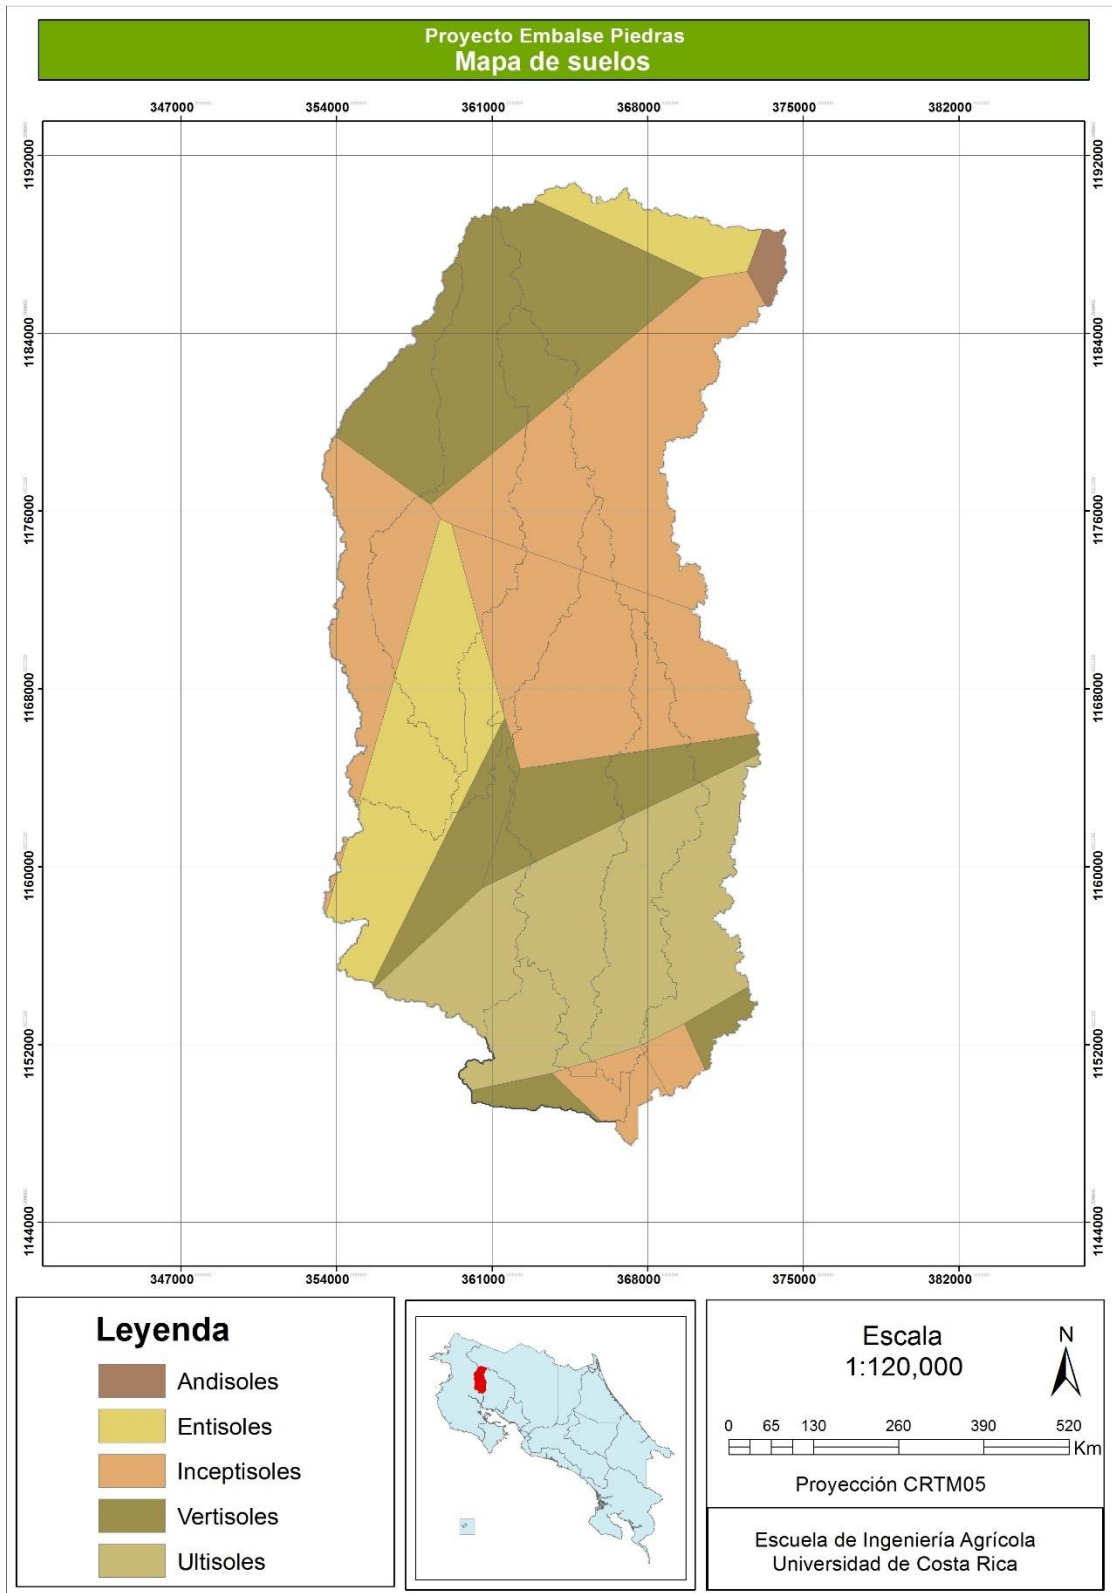 Proyecto Embalse Piedras
Mapa de suelos
347000 354000 361000 368000 375000 382000
1192000 1192000
1184000 1184000
1176000 1176000
1168000 1168000
1160000 1160000
1152000 1152000
1144000 1144000
347000 354000 361000 368000 375000 382000
Leyenda
Andisoles
Entisoles
Inceptisoles
Vertisoles
Ultisoles
Escala
1:120,000
N
0 65 130 260 390 520
Km
Proyección CRTM05
Escuela de Ingeniería Agrícola
Universidad de Costa Rica